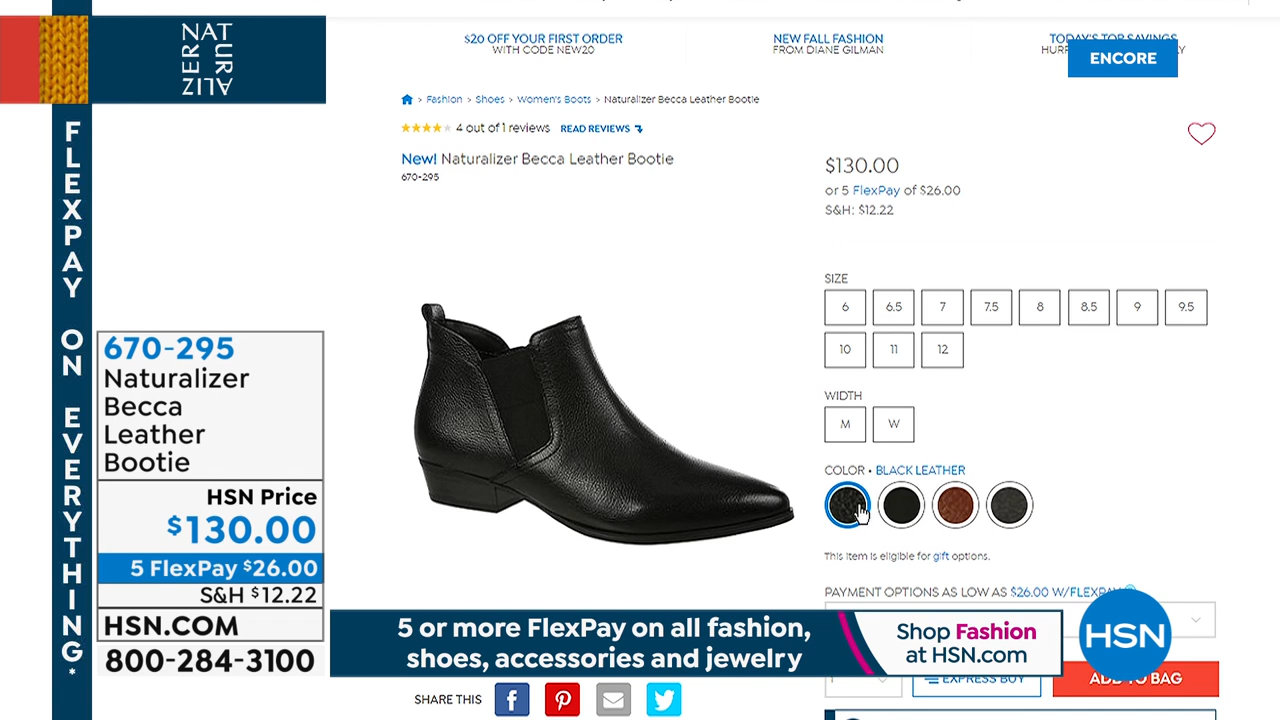 NAT
URALIZER
FLEXPAY ON EVERYTHING*
670-295
Naturalizer
Becca
Leather
Bootie
HSN Price
$130.00
5 FlexPay $26.00
S&H $12.22
HSN.COM
800-284-3100
$20 OFF YOUR FIRST ORDER
WITH CODE NEW20
NEW FALL FASHION
FROM DIANE GILMAN
TODAY'S TOP SAVINGS
ENCORE
> Fashion > Shoes > Women's Boots > Naturalizer Becca Leather Bootie
4 out of 1 reviews READ REVIEWS
New! Naturalizer Becca Leather Bootie
670-295
$130.00
or 5 FlexPay of $26.00
S&H: $12.22
SIZE
6 6.5 7 7.5 8 8.5 9 9.5
10 11 12
WIDTH
M W
COLOR • BLACK LEATHER
This item is eligible for gift options.
PAYMENT OPTIONS AS LOW AS $26.00 W/FLEXPAY
5 or more FlexPay on all fashion,
shoes, accessories and jewelry
Shop Fashion
at HSN.com
HSN
1 EXPRESS BUY ADD TO BAG
SHARE THIS